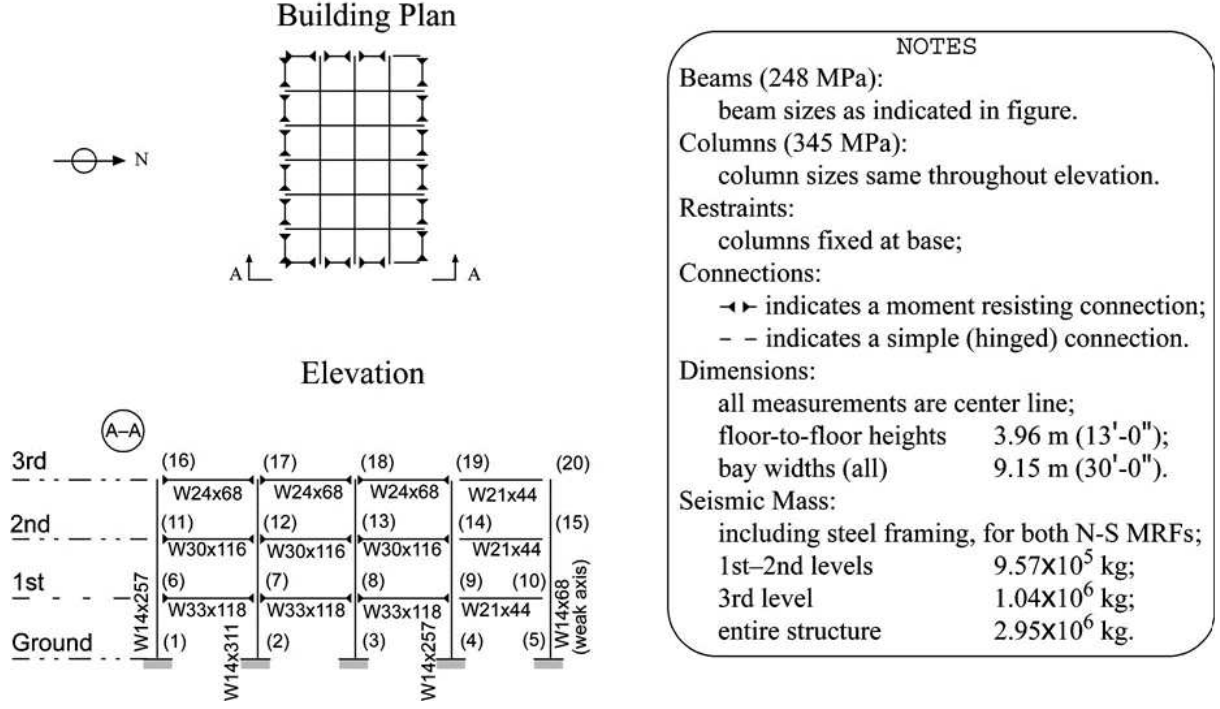 Building Plan
N
A
A
Elevation
A-A
3rd
(16)
(17)
(18)
(19)
(20)
W24x68
W24x68
W24x68
W21x44
2nd
(11)
(12)
(13)
(14)
(15)
W30x116
W30x116
W30x116
W21x44
1st
(6)
(7)
(8)
(9)
(10)
W33x118
W33x118
W33x118
W21x44
Ground
(1)
(2)
(3)
(4)
(5)
W14x257
W14x311
W14x257
W14x68
(weak axis)
NOTES
Beams (248 MPa):
beam sizes as indicated in figure.
Columns (345 MPa):
column sizes same throughout elevation.
Restraints:
columns fixed at base;
Connections:
indicates a moment resisting connection;
– – indicates a simple (hinged) connection.
Dimensions:
all measurements are center line;
floor-to-floor heights 3.96 m (13'-0");
bay widths (all) 9.15 m (30'-0").
Seismic Mass:
including steel framing, for both N-S MRFs;
1st–2nd levels 9.57x10⁵ kg;
3rd level 1.04x10⁶ kg;
entire structure 2.95x10⁶ kg.